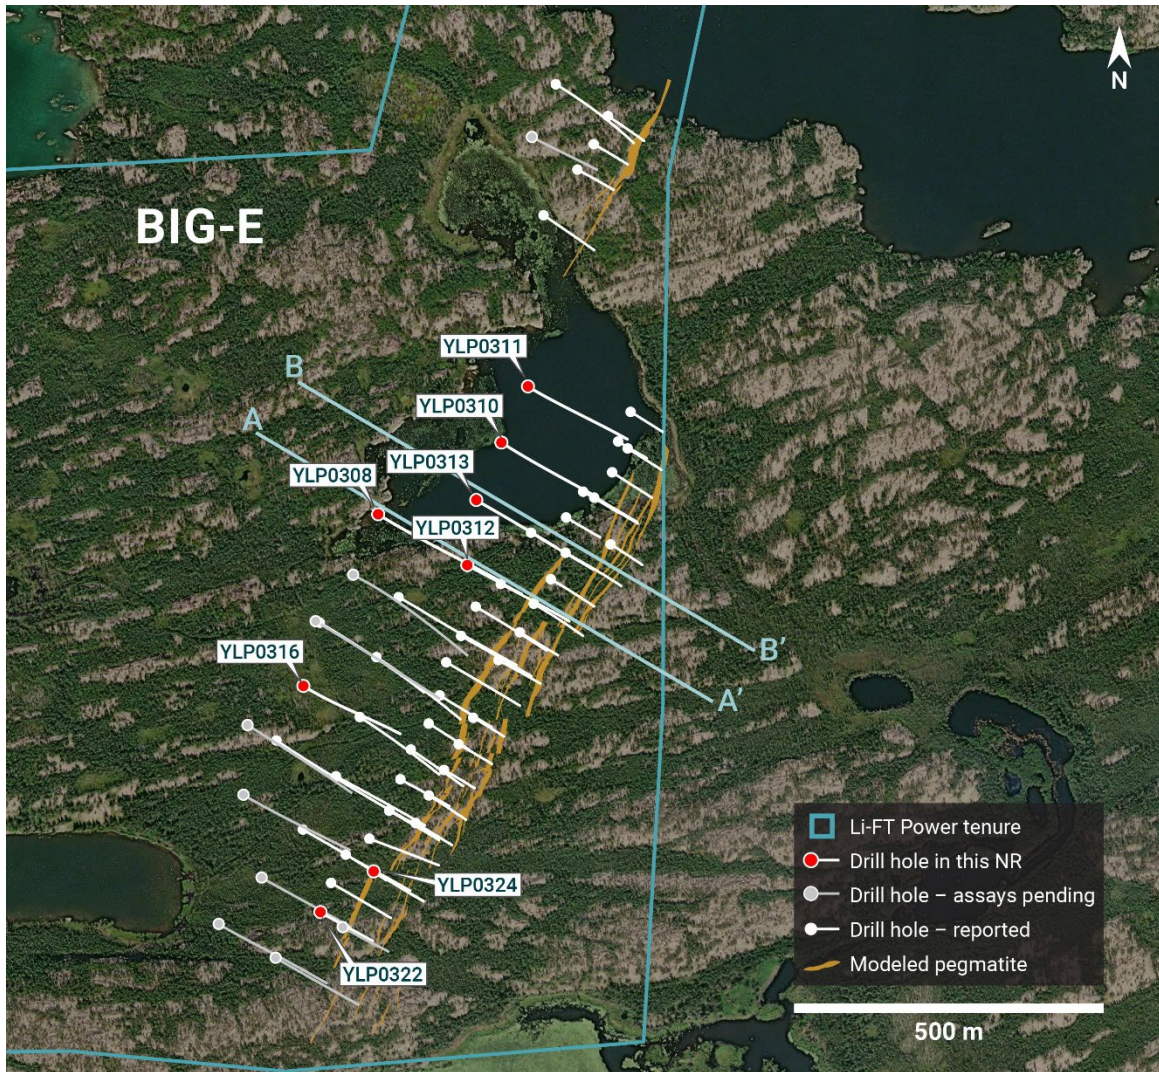 N
BIG-E
YLP0311
B
YLP0310
A
YLP0313
YLP0308
YLP0312
YLP0316
B'
A'
Li-FT Power tenure
Drill hole in this NR
YLP0324
Drill hole – assays pending
Drill hole – reported
YLP0322
Modeled pegmatite
500 m